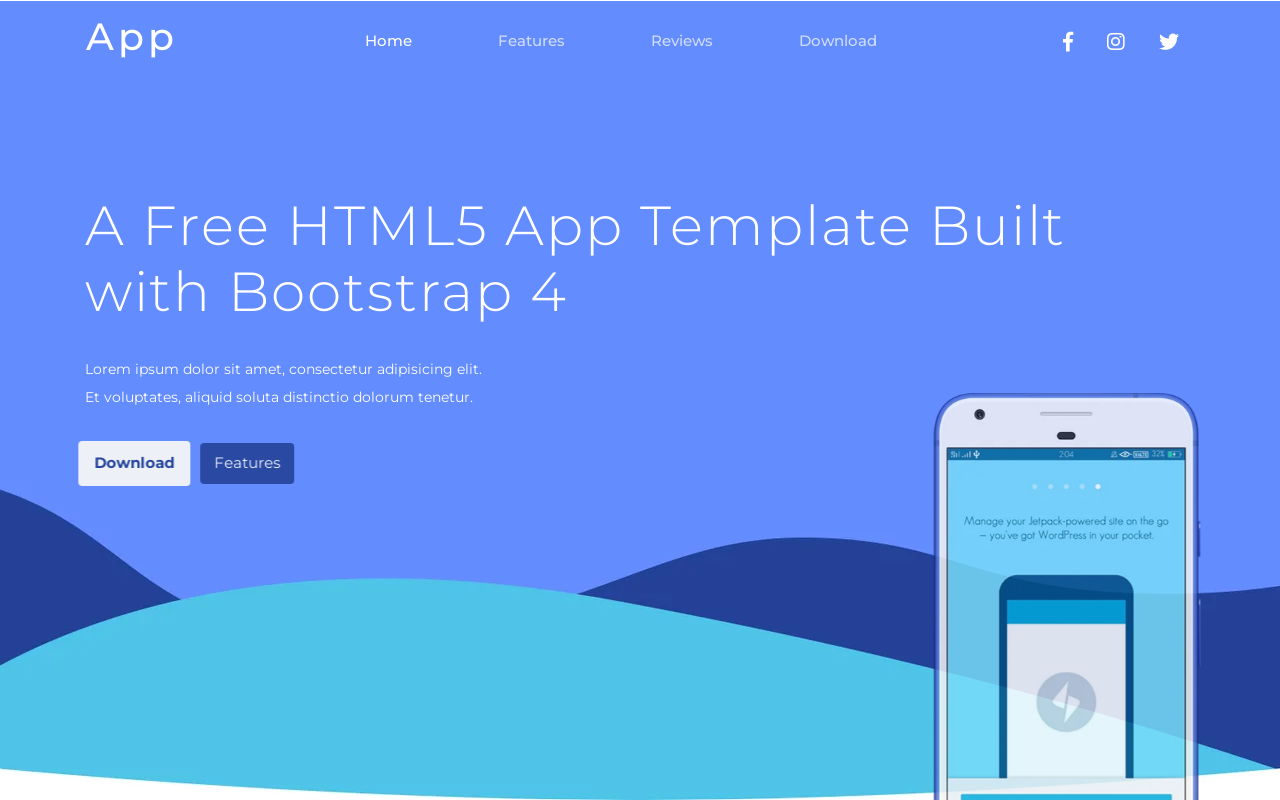 App
Home Features Reviews Download
A Free HTML5 App Template Built
with Bootstrap 4
Lorem ipsum dolor sit amet, consectetur adipisicing elit.
Et voluptates, aliquid soluta distinctio dolorum tenetur.
Download Features
2:04 32%
Manage your Jetpack-powered site on the go
– you've got WordPress in your pocket.